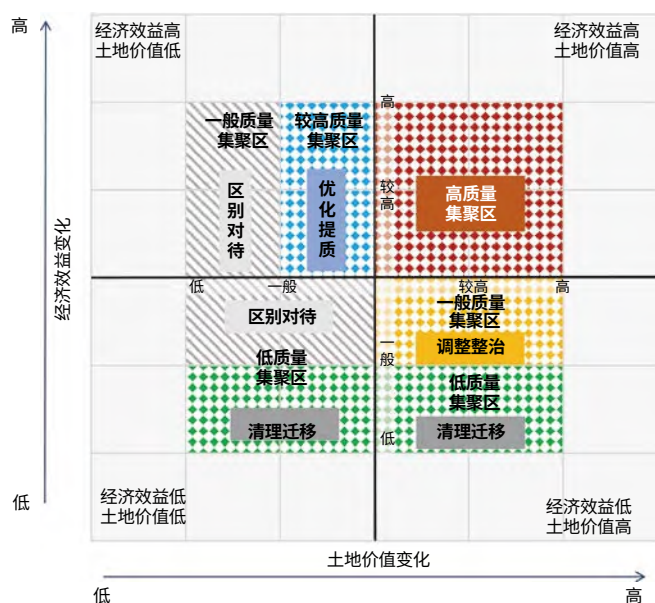 高
经济效益高
土地价值低
经济效益高
土地价值高
高
一般质量
集聚区
较高质量
集聚区
区别对待
优化提质
较高
高质量
集聚区
经济效益变化
低
一般
较高
高
区别对待
一般质量
集聚区
一般
调整整治
低质量
集聚区
低质量
集聚区
清理迁移
低
清理迁移
低
经济效益低
土地价值低
经济效益低
土地价值高
土地价值变化
低
高